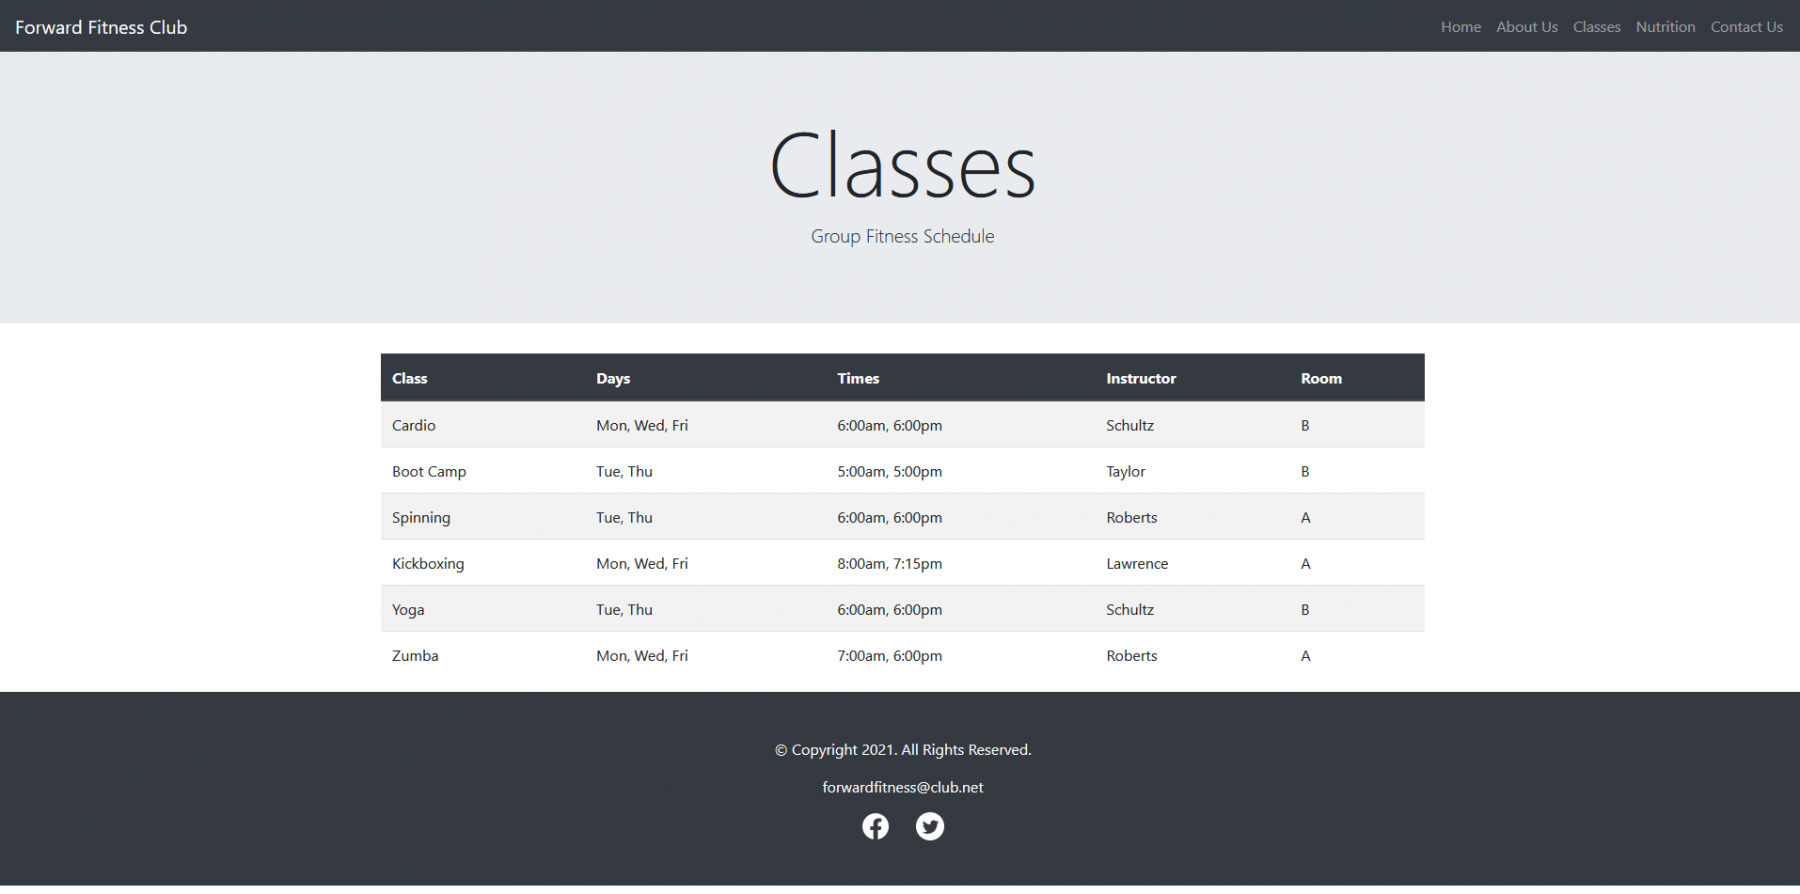 Forward Fitness Club Home About Us Classes Nutrition Contact Us
Classes
Group Fitness Schedule
Class Days Times Instructor Room
Cardio Mon, Wed, Fri 6:00am, 6:00pm Schultz B
Boot Camp Tue, Thu 5:00am, 5:00pm Taylor B
Spinning Tue, Thu 6:00am, 6:00pm Roberts A
Kickboxing Mon, Wed, Fri 8:00am, 7:15pm Lawrence A
Yoga Tue, Thu 6:00am, 6:00pm Schultz B
Zumba Mon, Wed, Fri 7:00am, 6:00pm Roberts A
© Copyright 2021. All Rights Reserved.
forwardfitness@club.net